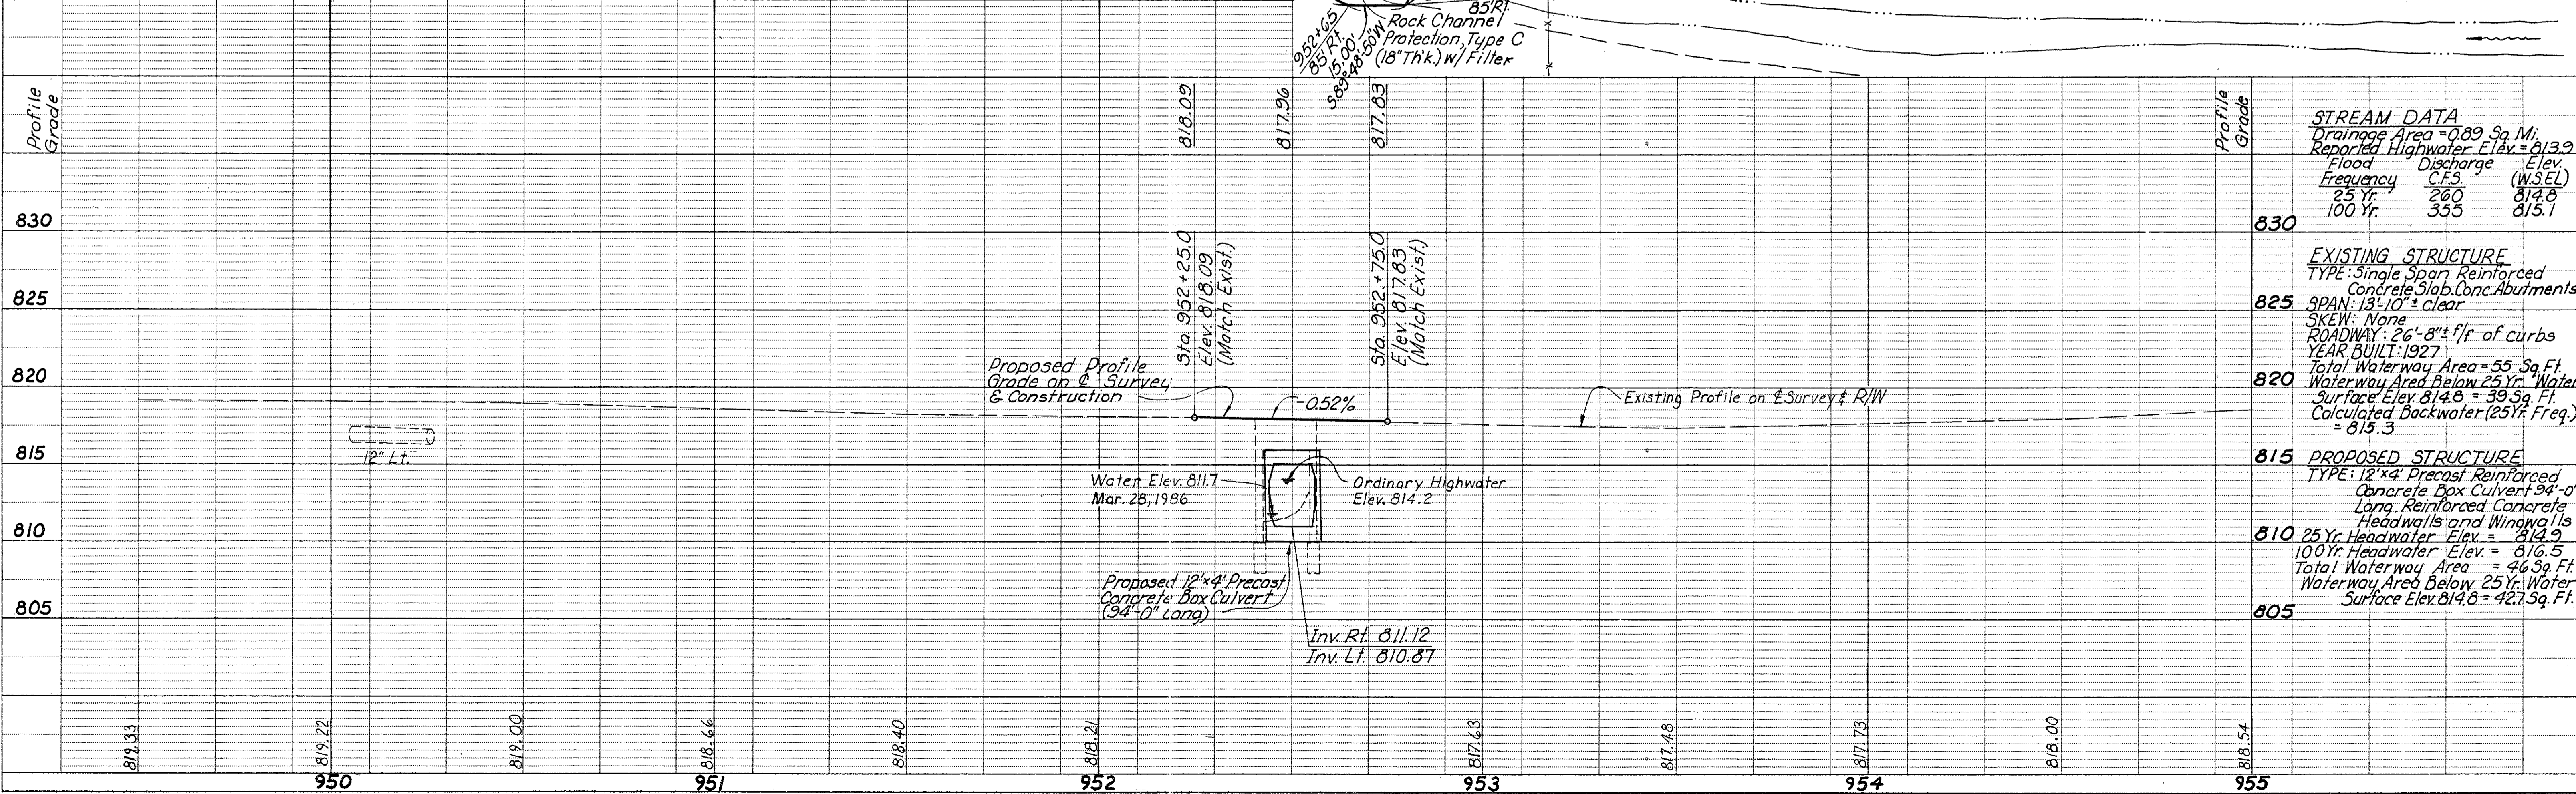 952+65
85' Rt.
15.00'
S.89°-48'-50"W
85' Rt.
Rock Channel
Protection, Type C
(18" Thk.) w/ Filter
Profile
Grade
818.09
817.96
817.83
Profile
Grade
STREAM DATA
Drainage Area = 0.89 Sq. Mi.
Reported Highwater Elev. = 813.9
Flood Discharge Elev.
Frequency C.F.S. (W.S.EL)
25 Yr. 260 814.8
100 Yr. 355 815.1
830
830
825
825
820
820
815
815
810
810
805
805
EXISTING STRUCTURE
TYPE: Single Span Reinforced
Concrete Slab. Conc. Abutments
SPAN: 13'-10"± clear
SKEW: None
ROADWAY: 26'-8"± f/f of curbs
YEAR BUILT: 1927
Total Waterway Area = 55 Sq. Ft.
Waterway Area Below 25 Yr. Water
Surface Elev. 814.8 = 39 Sq. Ft.
Calculated Backwater (25 Yr. Freq.)
= 815.3
PROPOSED STRUCTURE
TYPE: 12'x4' Precast Reinforced
Concrete Box Culvert 94'-0"
Long. Reinforced Concrete
Headwalls and Wingwalls
25 Yr. Headwater Elev. = 814.9
100 Yr. Headwater Elev. = 816.5
Total Waterway Area = 46 Sq. Ft.
Waterway Area Below 25 Yr. Water
Surface Elev. 814.8 = 42.7 Sq. Ft.
Sta. 952+25.0
Elev. 818.09
(Match Exist.)
Sta. 952+75.0
Elev. 817.83
(Match Exist.)
Proposed Profile
Grade on ℄ Survey
& Construction
-0.52%
Existing Profile on ℄ Survey & R/W
12" Lt.
Water Elev. 811.7
Mar. 28, 1986
Ordinary Highwater
Elev. 814.2
Proposed 12'x4' Precast
Concrete Box Culvert
(94'-0" Long)
Inv. Rt. 811.12
Inv. Lt. 810.87
819.33
819.22
819.00
818.66
818.40
818.21
817.63
817.48
817.73
818.00
818.54
950
951
952
953
954
955